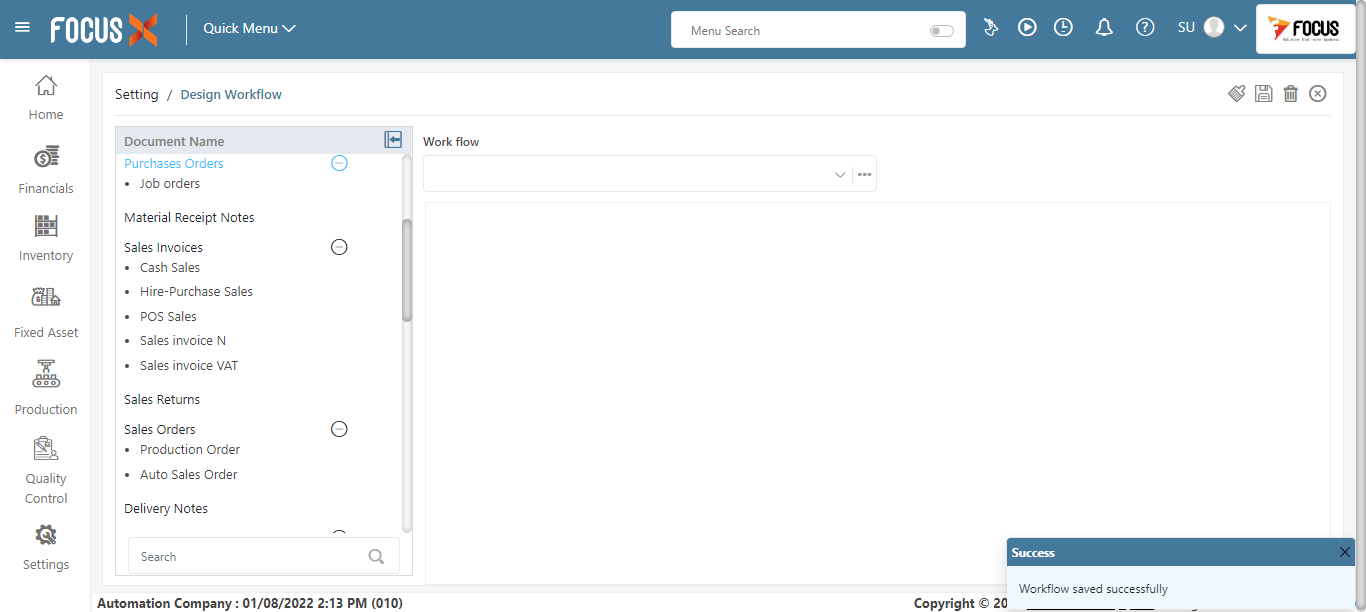 FOCUS X
Quick Menu
Menu Search
SU
FOCUS
Home
Financials
Inventory
Fixed Asset
Production
Quality
Control
Settings
Setting / Design Workflow
Document Name
Purchases Orders
• Job orders
Material Receipt Notes
Sales Invoices
• Cash Sales
• Hire-Purchase Sales
• POS Sales
• Sales invoice N
• Sales invoice VAT
Sales Returns
Sales Orders
• Production Order
• Auto Sales Order
Delivery Notes
Search
Work flow
Success
Workflow saved successfully
Automation Company : 01/08/2022 2:13 PM (010)
Copyright © 20